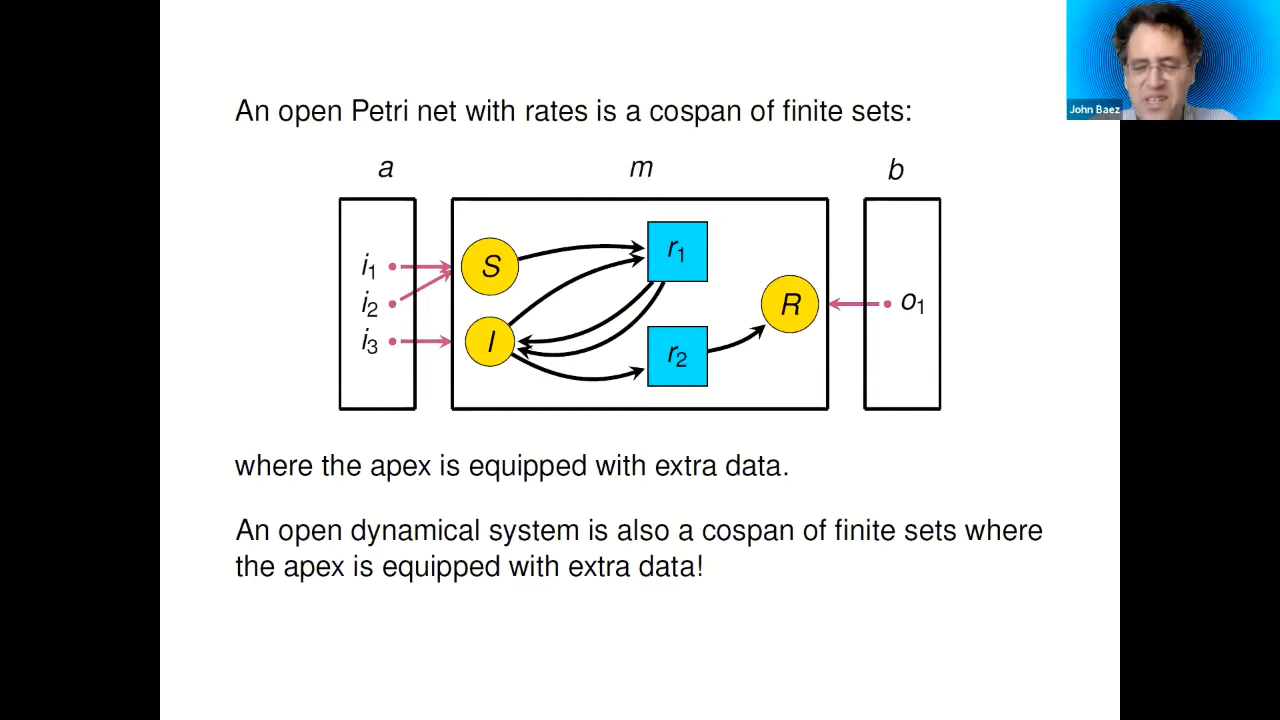 John Baez
An open Petri net with rates is a cospan of finite sets:
a m b
i1 S r1
i2 R o1
i3 I r2
where the apex is equipped with extra data.
An open dynamical system is also a cospan of finite sets where
the apex is equipped with extra data!